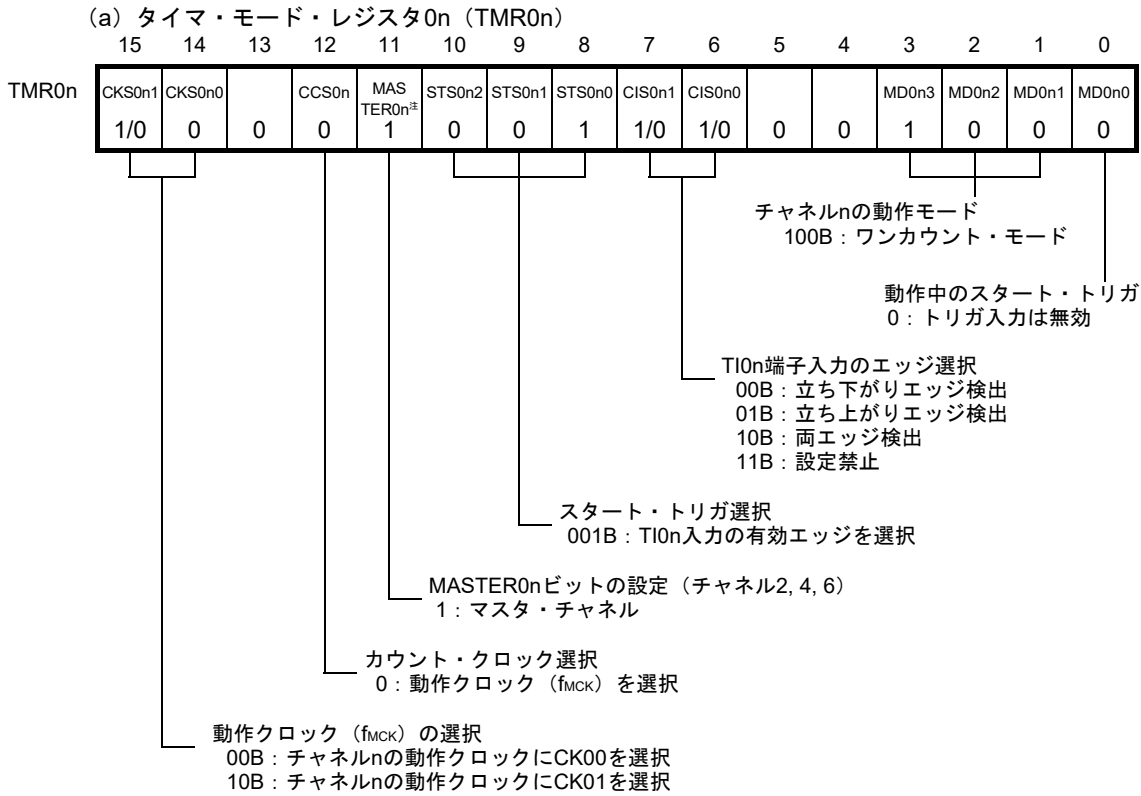 (a) タイマ・モード・レジスタ0n（TMR0n）
15 14 13 12 11 10 9 8 7 6 5 4 3 2 1 0
TMR0n CKS0n1 CKS0n0 CCS0n MAS TER0n注 STS0n2 STS0n1 STS0n0 CIS0n1 CIS0n0 MD0n3 MD0n2 MD0n1 MD0n0
1/0 0 0 0 1 0 0 1 1/0 1/0 0 0 1 0 0 0
チャネルnの動作モード
100B：ワンカウント・モード
動作中のスタート・トリガ
0：トリガ入力は無効
TI0n端子入力のエッジ選択
00B：立ち下がりエッジ検出
01B：立ち上がりエッジ検出
10B：両エッジ検出
11B：設定禁止
スタート・トリガ選択
001B：TI0n入力の有効エッジを選択
MASTER0nビットの設定（チャネル2, 4, 6）
1：マスタ・チャネル
カウント・クロック選択
0：動作クロック（fMCK）を選択
動作クロック（fMCK）の選択
00B：チャネルnの動作クロックにCK00を選択
10B：チャネルnの動作クロックにCK01を選択